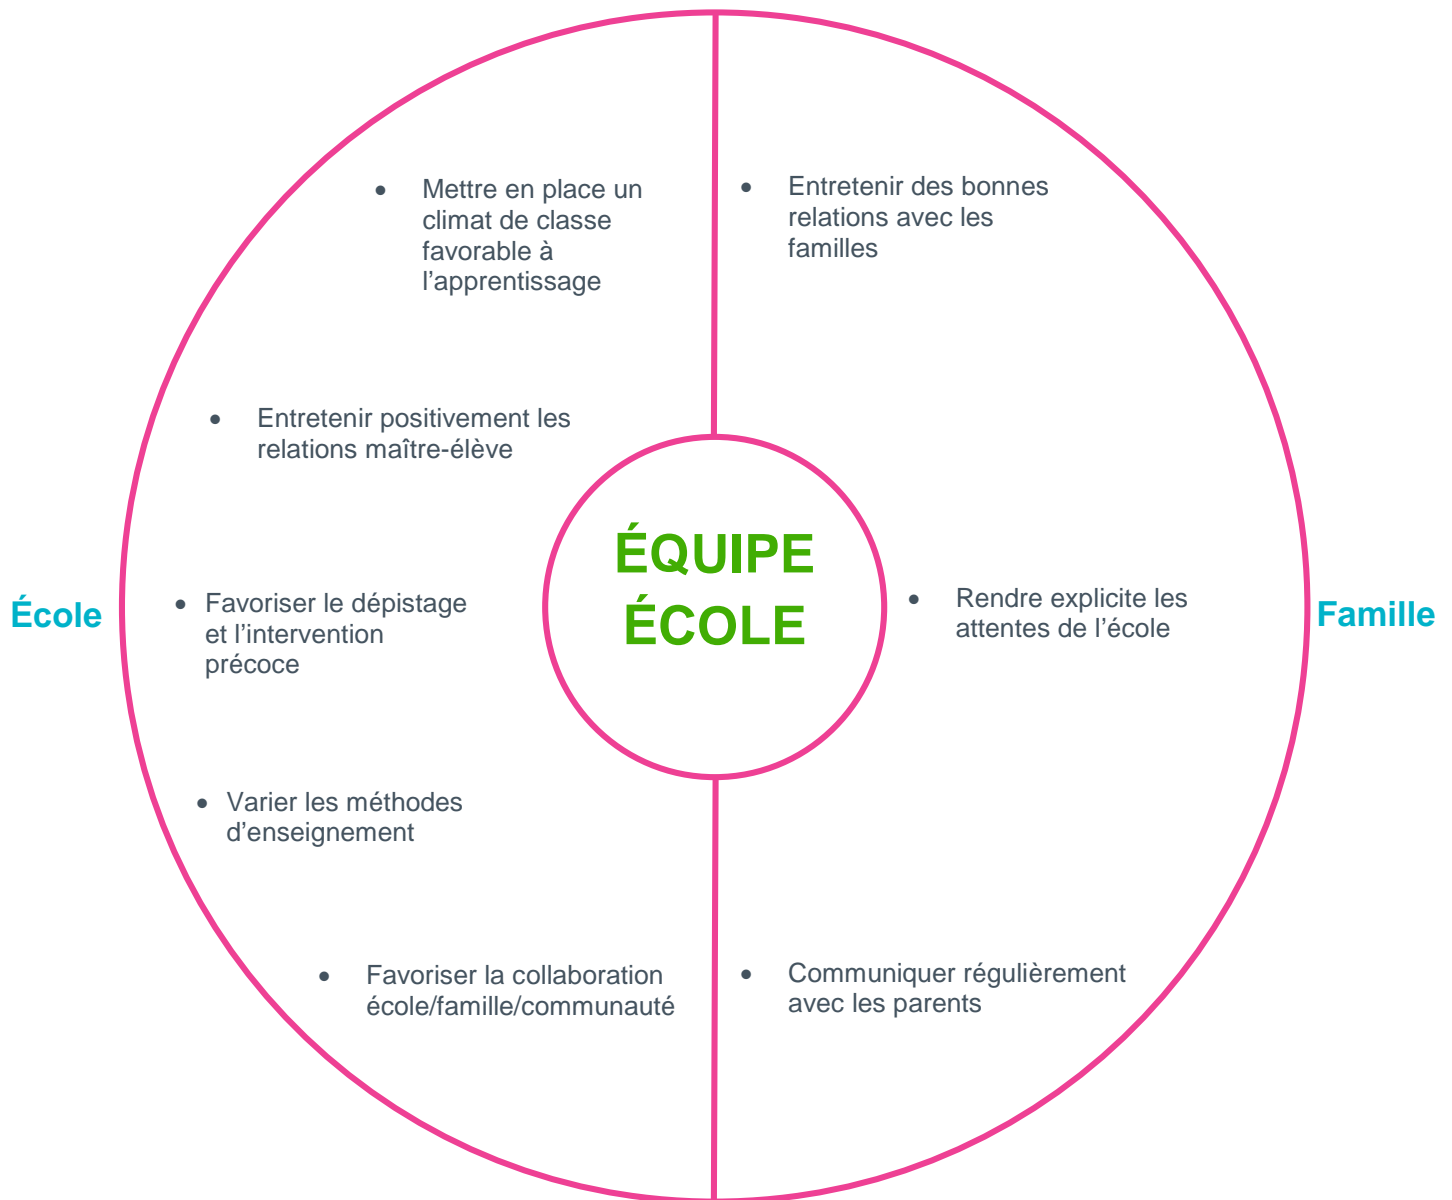 Mettre en place un
climat de classe
favorable à
l’apprentissage
Entretenir des bonnes
relations avec les
familles
Entretenir positivement les
relations maître-élève
ÉQUIPE
ÉCOLE
École
Favoriser le dépistage
et l’intervention
précoce
Rendre explicite les
attentes de l’école
Famille
Varier les méthodes
d’enseignement
Favoriser la collaboration
école/famille/communauté
Communiquer régulièrement
avec les parents